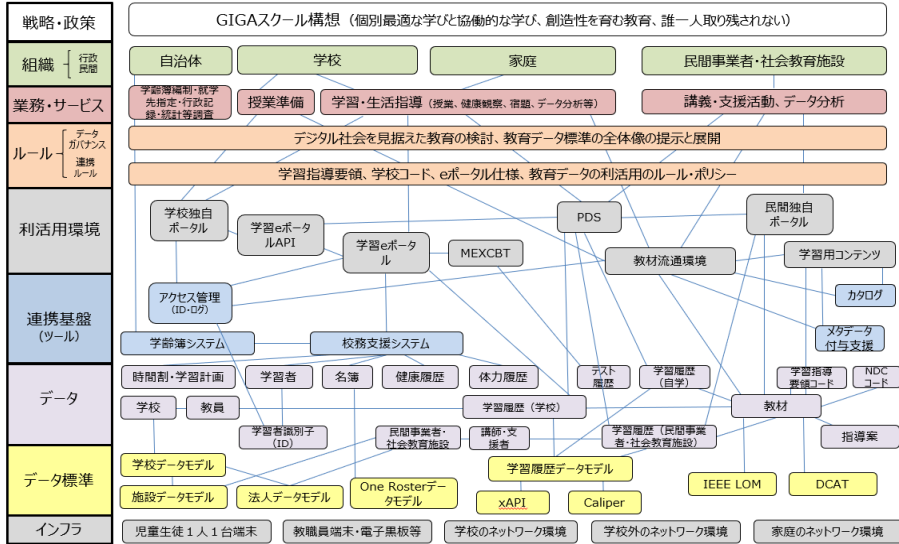 戦略・政策
GIGAスクール構想（個別最適な学びと協働的な学び、創造性を育む教育、誰一人取り残されない）
組織
行政
民間
自治体
学校
家庭
民間事業者・社会教育施設
業務・サービス
学齢簿編制・就学
先指定・行政記
録・統計等調査
授業準備
学習・生活指導（授業、健康観察、宿題、データ分析等）
講義・支援活動、データ分析
ルール
データ
ガバナンス
連携
ルール
デジタル社会を見据えた教育の検討、教育データ標準の全体像の提示と展開
学習指導要領、学校コード、eポータル仕様、教育データの利活用のルール・ポリシー
利活用環境
学校独自
ポータル
学習eポー
タルAPI
学習eポータ
ル
MEXCBT
PDS
民間独自
ポータル
教材流通環境
学習用コンテンツ
連携基盤
（ツール）
アクセス管理
（ID・ログ）
カタログ
メタデータ
付与支援
学齢簿システム
校務支援システム
データ
時間割・学習計画
学習者
名簿
健康履歴
体力履歴
テスト
履歴
学習履歴
（自学）
学習指導
要領コード
NDC
コード
学校
教員
学習履歴（学校）
教材
学習者識別子
（ID）
民間事業者・
社会教育施設
講師・支
援者
学習履歴（民間事業
者・社会教育施設）
指導案
データ標準
学校データモデル
学習履歴データモデル
施設データモデル
法人データモデル
One Rosterデー
タモデル
xAPI
Caliper
IEEE LOM
DCAT
インフラ
児童生徒１人１台端末
教職員端末・電子黒板等
学校のネットワーク環境
学校外のネットワーク環境
家庭のネットワーク環境